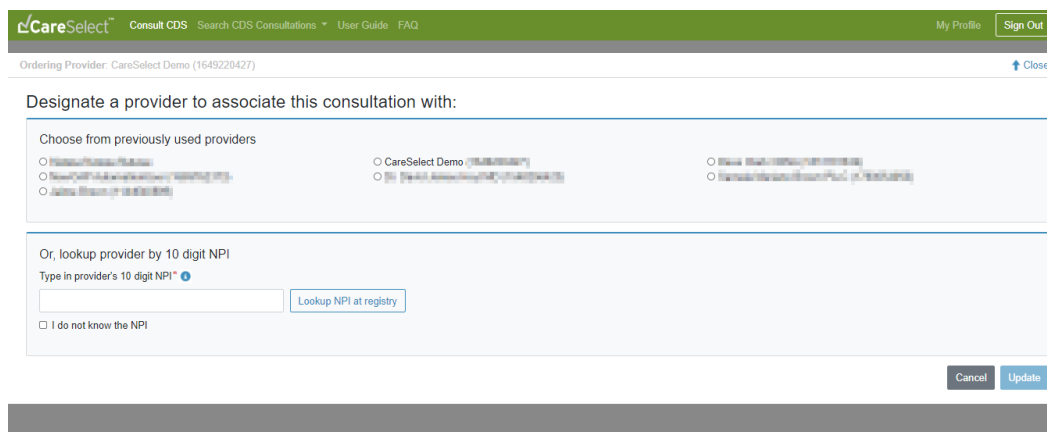 CareSelect™ Consult CDS Search CDS Consultations User Guide FAQ My Profile Sign Out
Ordering Provider: CareSelect Demo (1649220427) Close
Designate a provider to associate this consultation with:
Choose from previously used providers
CareSelect Demo
Or, lookup provider by 10 digit NPI
Type in provider's 10 digit NPI*
Lookup NPI at registry
I do not know the NPI
Cancel Update